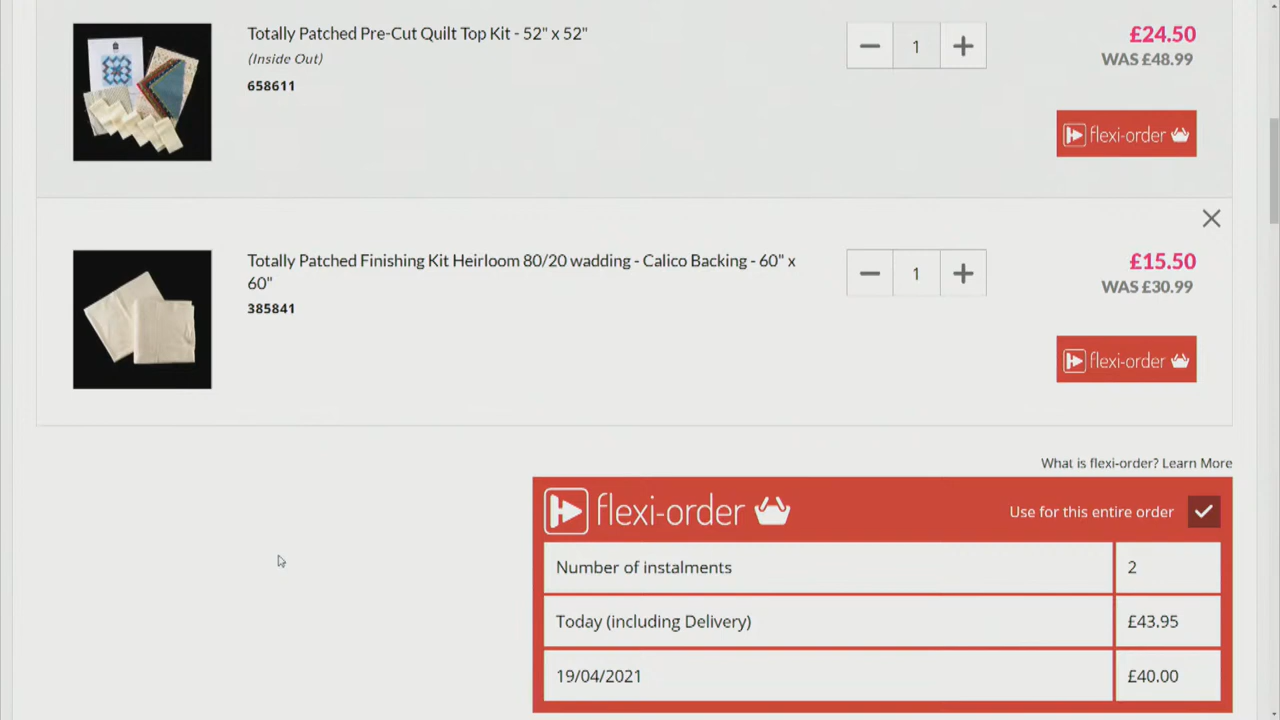 Totally Patched Pre-Cut Quilt Top Kit - 52" x 52"
(Inside Out)
658611
1
£24.50
WAS £48.99
flexi-order
Totally Patched Finishing Kit Heirloom 80/20 wadding - Calico Backing - 60" x
60"
385841
1
£15.50
WAS £30.99
flexi-order
What is flexi-order? Learn More
flexi-order
Use for this entire order
Number of instalments 2
Today (including Delivery) £43.95
19/04/2021 £40.00